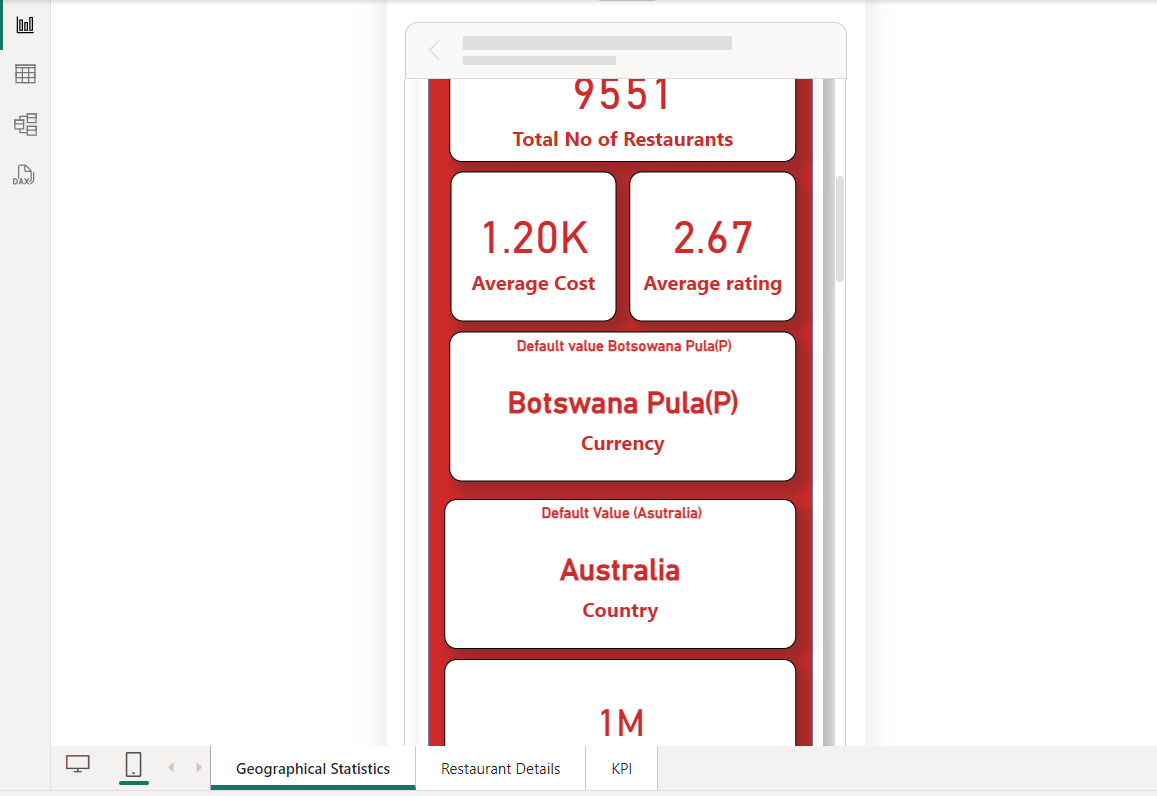 9551
Total No of Restaurants
1.20K
Average Cost
2.67
Average rating
Default value Botsowana Pula(P)
Botswana Pula(P)
Currency
Default Value (Asutralia)
Australia
Country
1M
DAX
Geographical Statistics
Restaurant Details
KPI